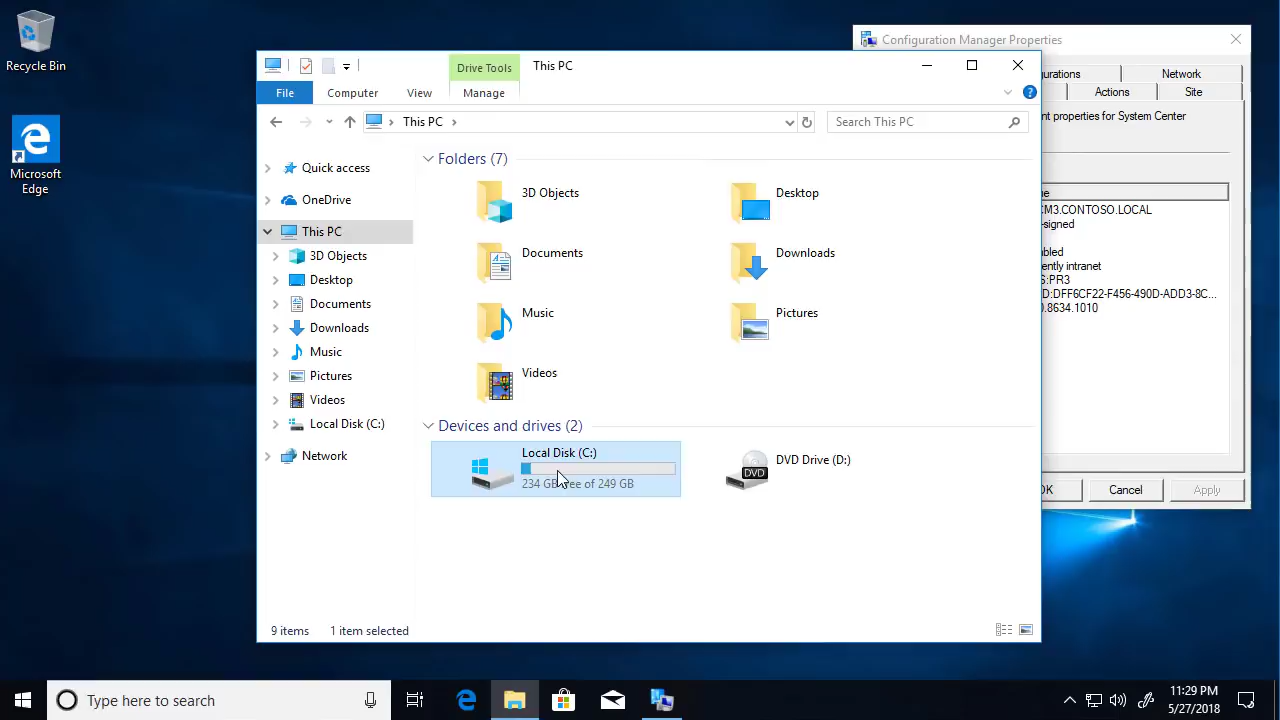 Recycle Bin
Microsoft
Edge
Configuration Manager Properties
Network
Actions
Site
nt properties for System Center
CM3.CONTOSO.LOCAL
-signed
ently intranet
S:PR3
D:DFF6CF22-F456-490D-ADD3-8C...
0.8634.1010
OK
Cancel
Apply
Drive Tools
This PC
File
Computer
View
Manage
This PC
Search This PC
Quick access
OneDrive
This PC
3D Objects
Desktop
Documents
Downloads
Music
Pictures
Videos
Local Disk (C:)
Network
Folders (7)
3D Objects
Desktop
Documents
Downloads
Music
Pictures
Videos
Devices and drives (2)
Local Disk (C:)
234 GB free of 249 GB
DVD Drive (D:)
DVD
9 items
1 item selected
Type here to search
11:29 PM
5/27/2018